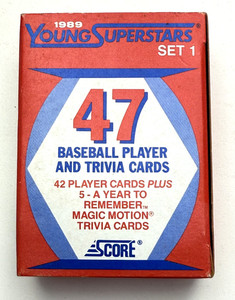 1989
YOUNG SUPERSTARS
SET 1
47
BASEBALL PLAYER
AND TRIVIA CARDS
42 PLAYER CARDS PLUS
5 - A YEAR TO
REMEMBER™
MAGIC MOTION®
TRIVIA CARDS
SCORE®